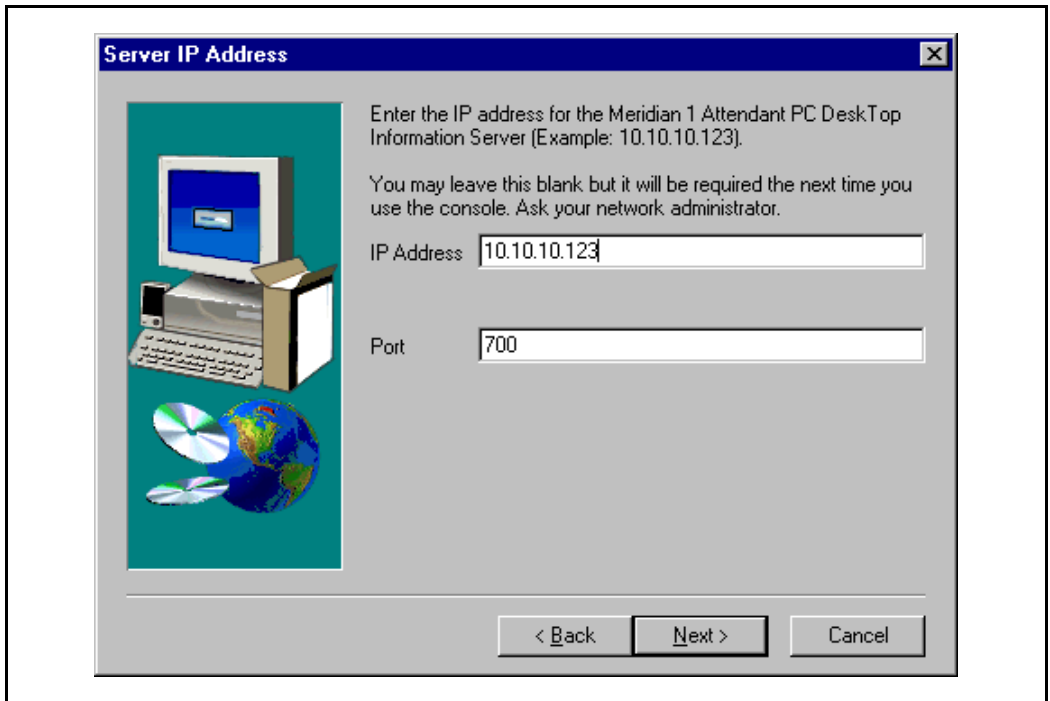 Server IP Address
Enter the IP address for the Meridian 1 Attendant PC DeskTop
Information Server (Example: 10.10.10.123).
You may leave this blank but it will be required the next time you
use the console. Ask your network administrator.
IP Address 10.10.10.123
Port 700
< Back Next > Cancel